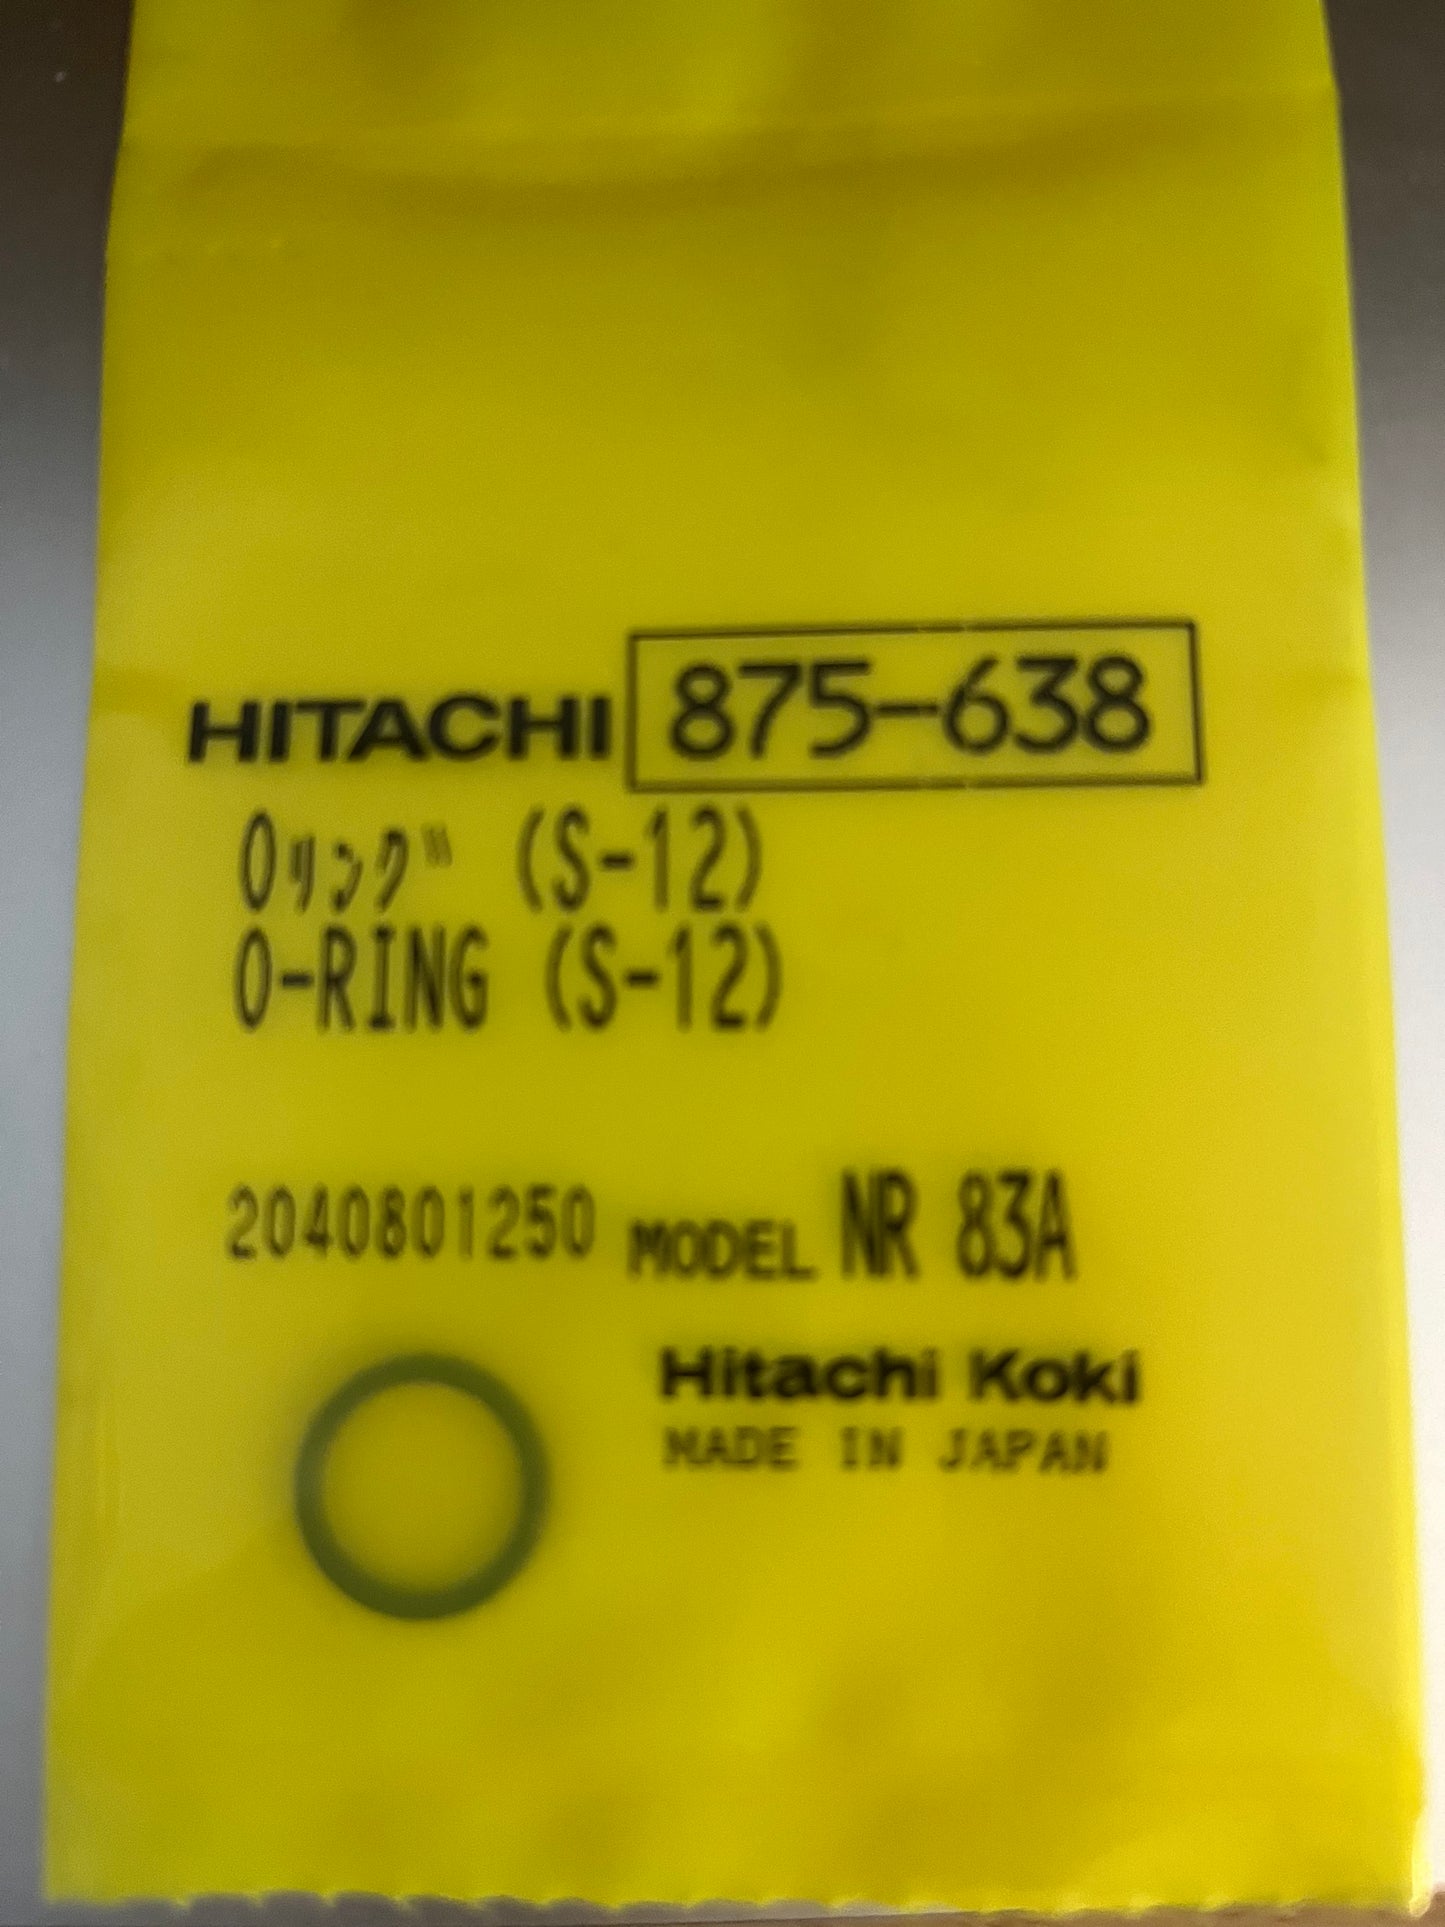 HITACHI 875-638
Oリング (S-12)
O-RING (S-12)
2040801250 MODEL NR 83A
Hitachi Koki
MADE IN JAPAN